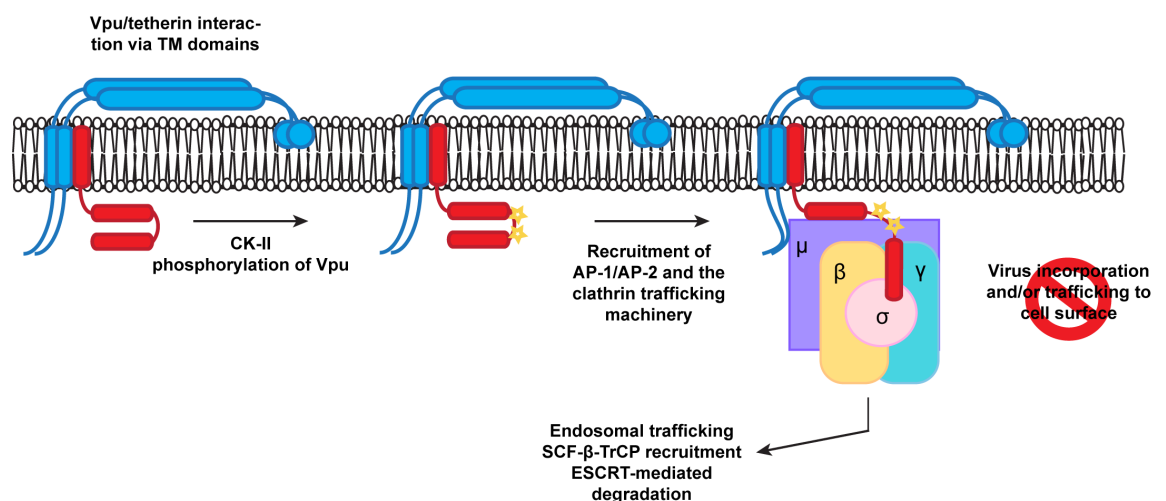 Vpu/tetherin interac-
tion via TM domains
CK-II
phosphorylation of Vpu
Recruitment of
AP-1/AP-2 and the
clathrin trafficking
machinery
μ
β
γ
σ
Virus incorporation
and/or trafficking to
cell surface
Endosomal trafficking
SCF-β-TrCP recruitment
ESCRT-mediated
degradation